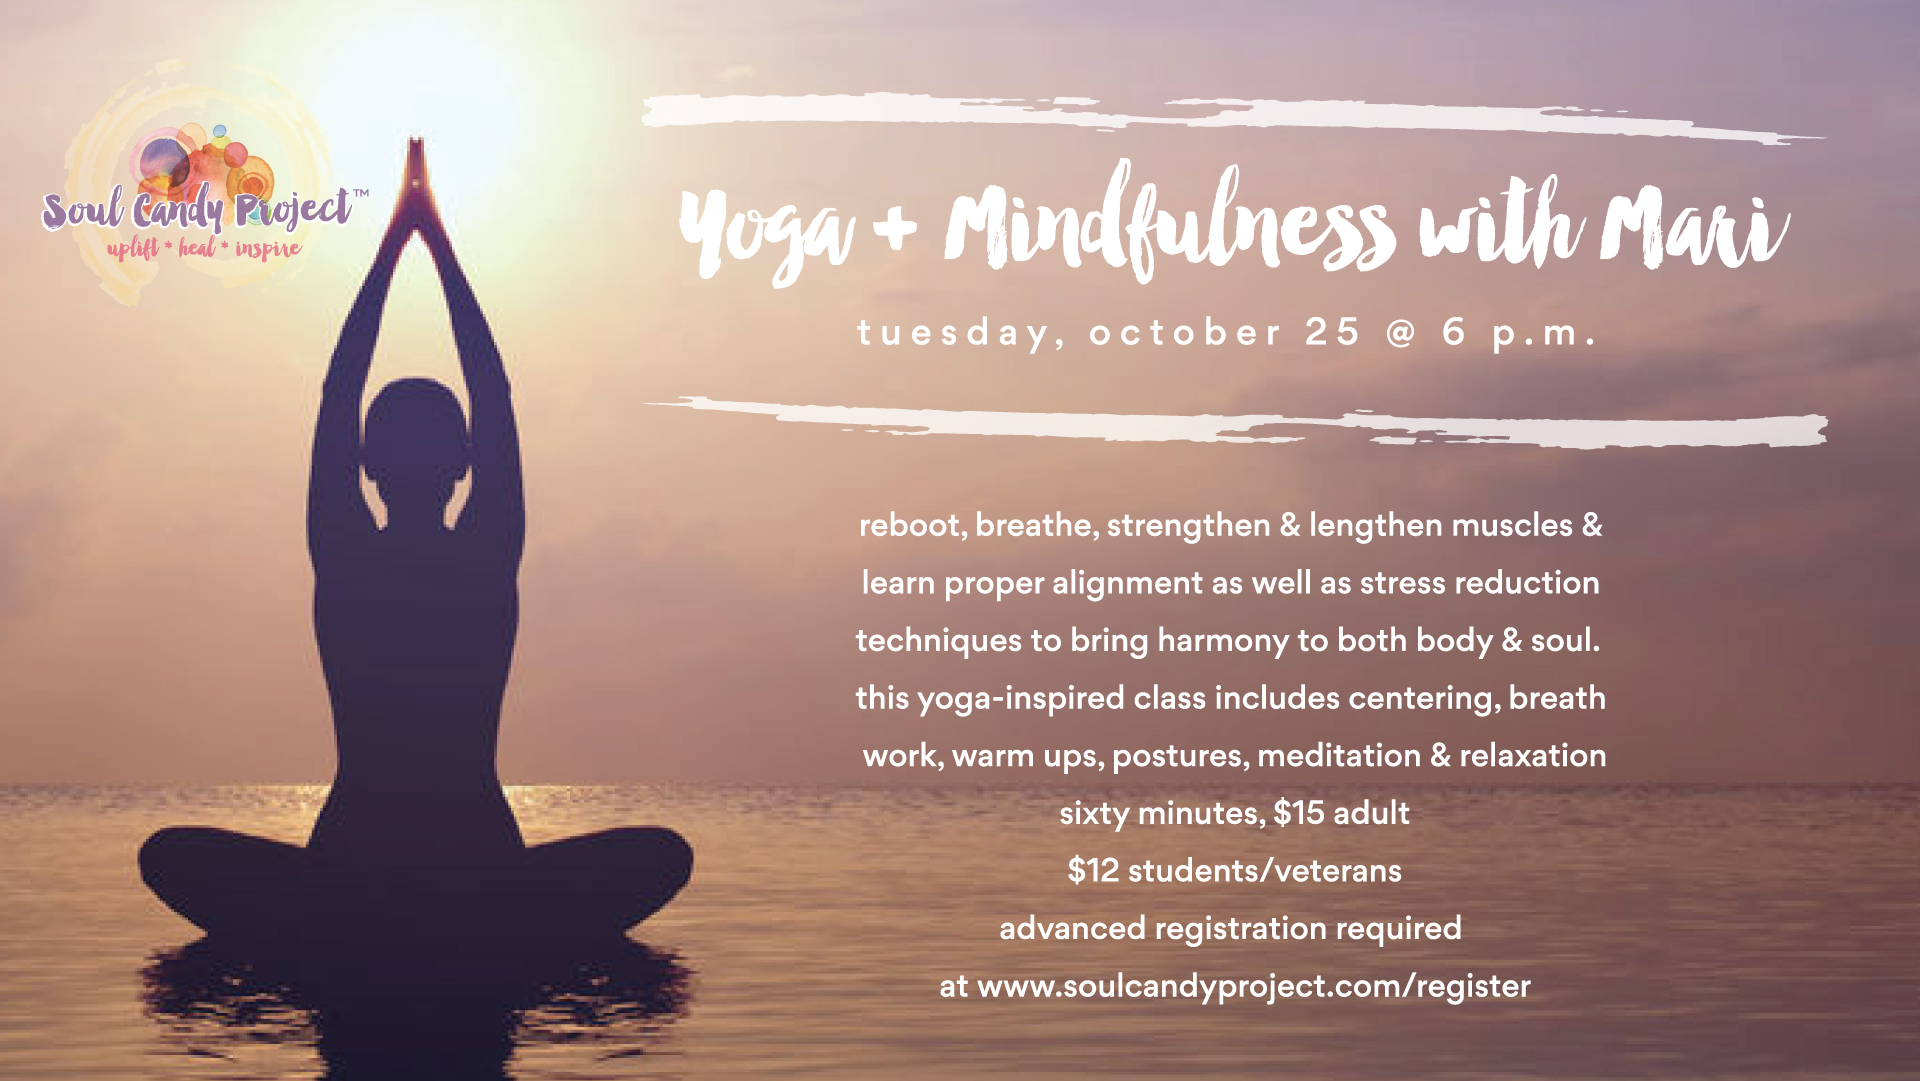 Soul Candy Project™
uplift * heal * inspire
Yoga + Mindfulness with Mari
tuesday, october 25 @ 6 p.m.
reboot, breathe, strengthen & lengthen muscles &
learn proper alignment as well as stress reduction
techniques to bring harmony to both body & soul.
this yoga-inspired class includes centering, breath
work, warm ups, postures, meditation & relaxation
sixty minutes, $15 adult
$12 students/veterans
advanced registration required
at www.soulcandyproject.com/register